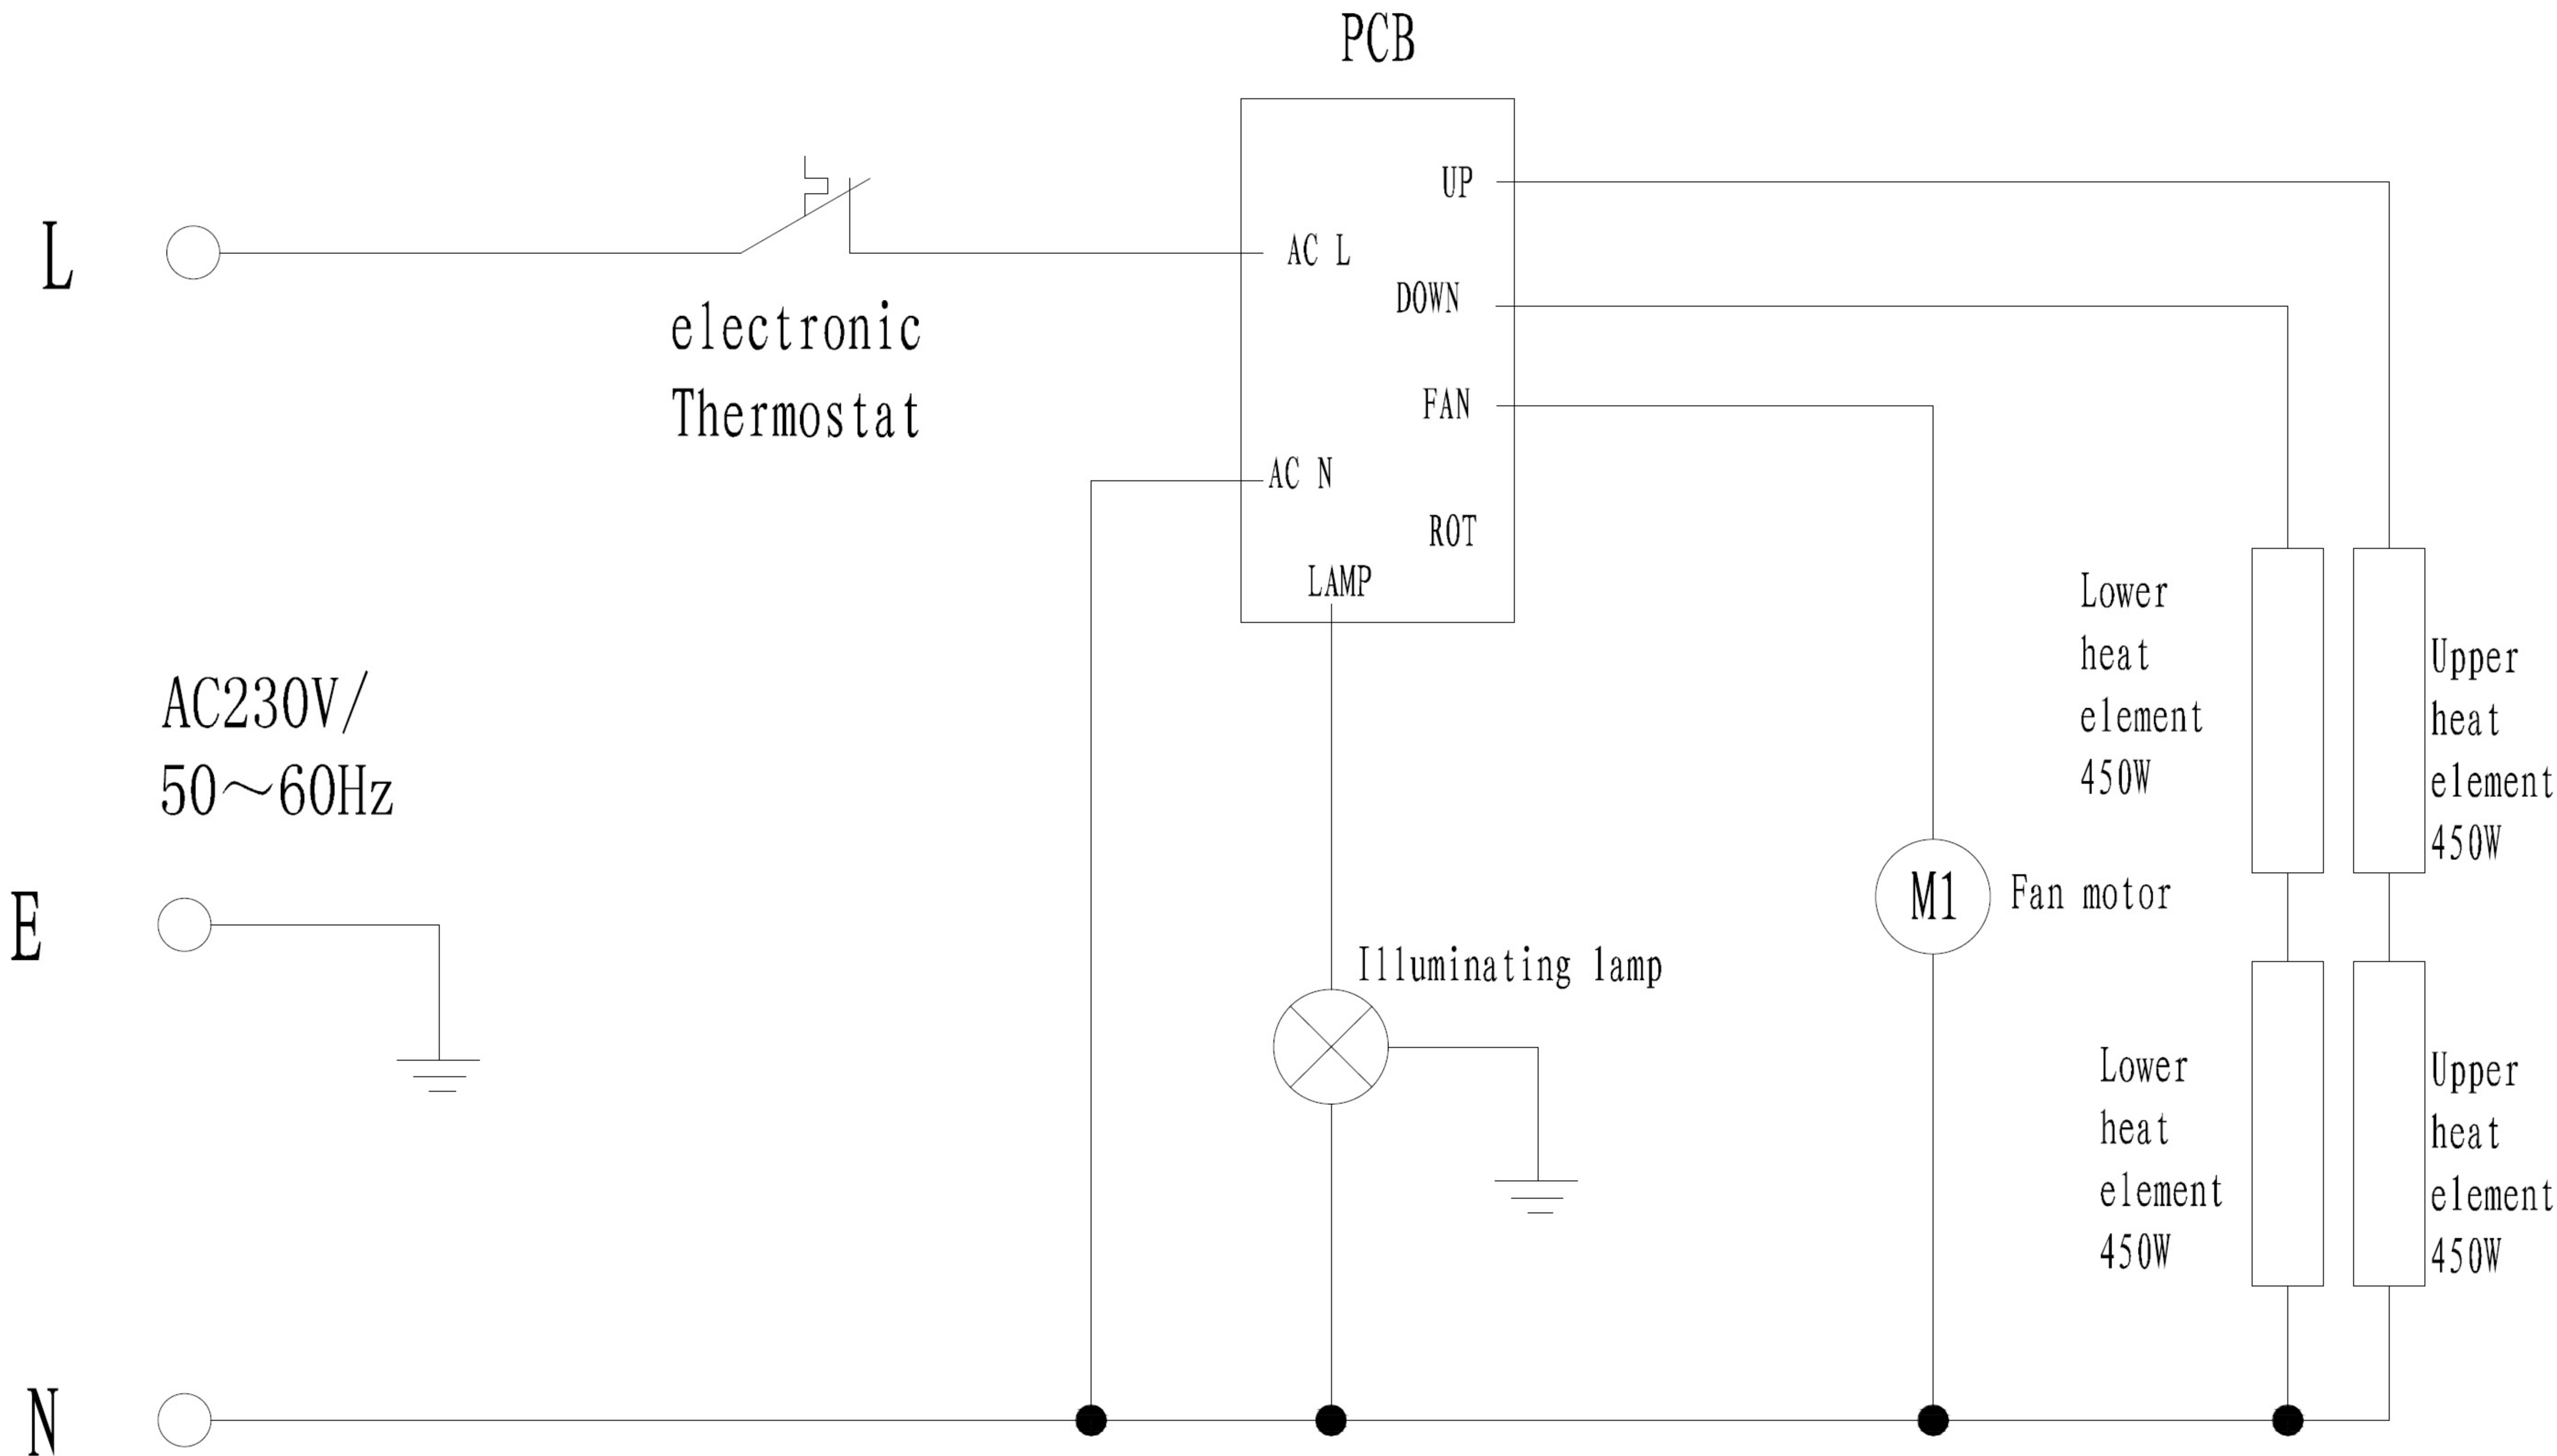 PCB
UP
L
AC L
DOWN
electronic
Thermostat
FAN
AC N
ROT
LAMP
AC230V/
50～60Hz
Lower
heat
element
450W
Upper
heat
element
450W
E
M1
Fan motor
Illuminating lamp
Lower
heat
element
450W
Upper
heat
element
450W
N